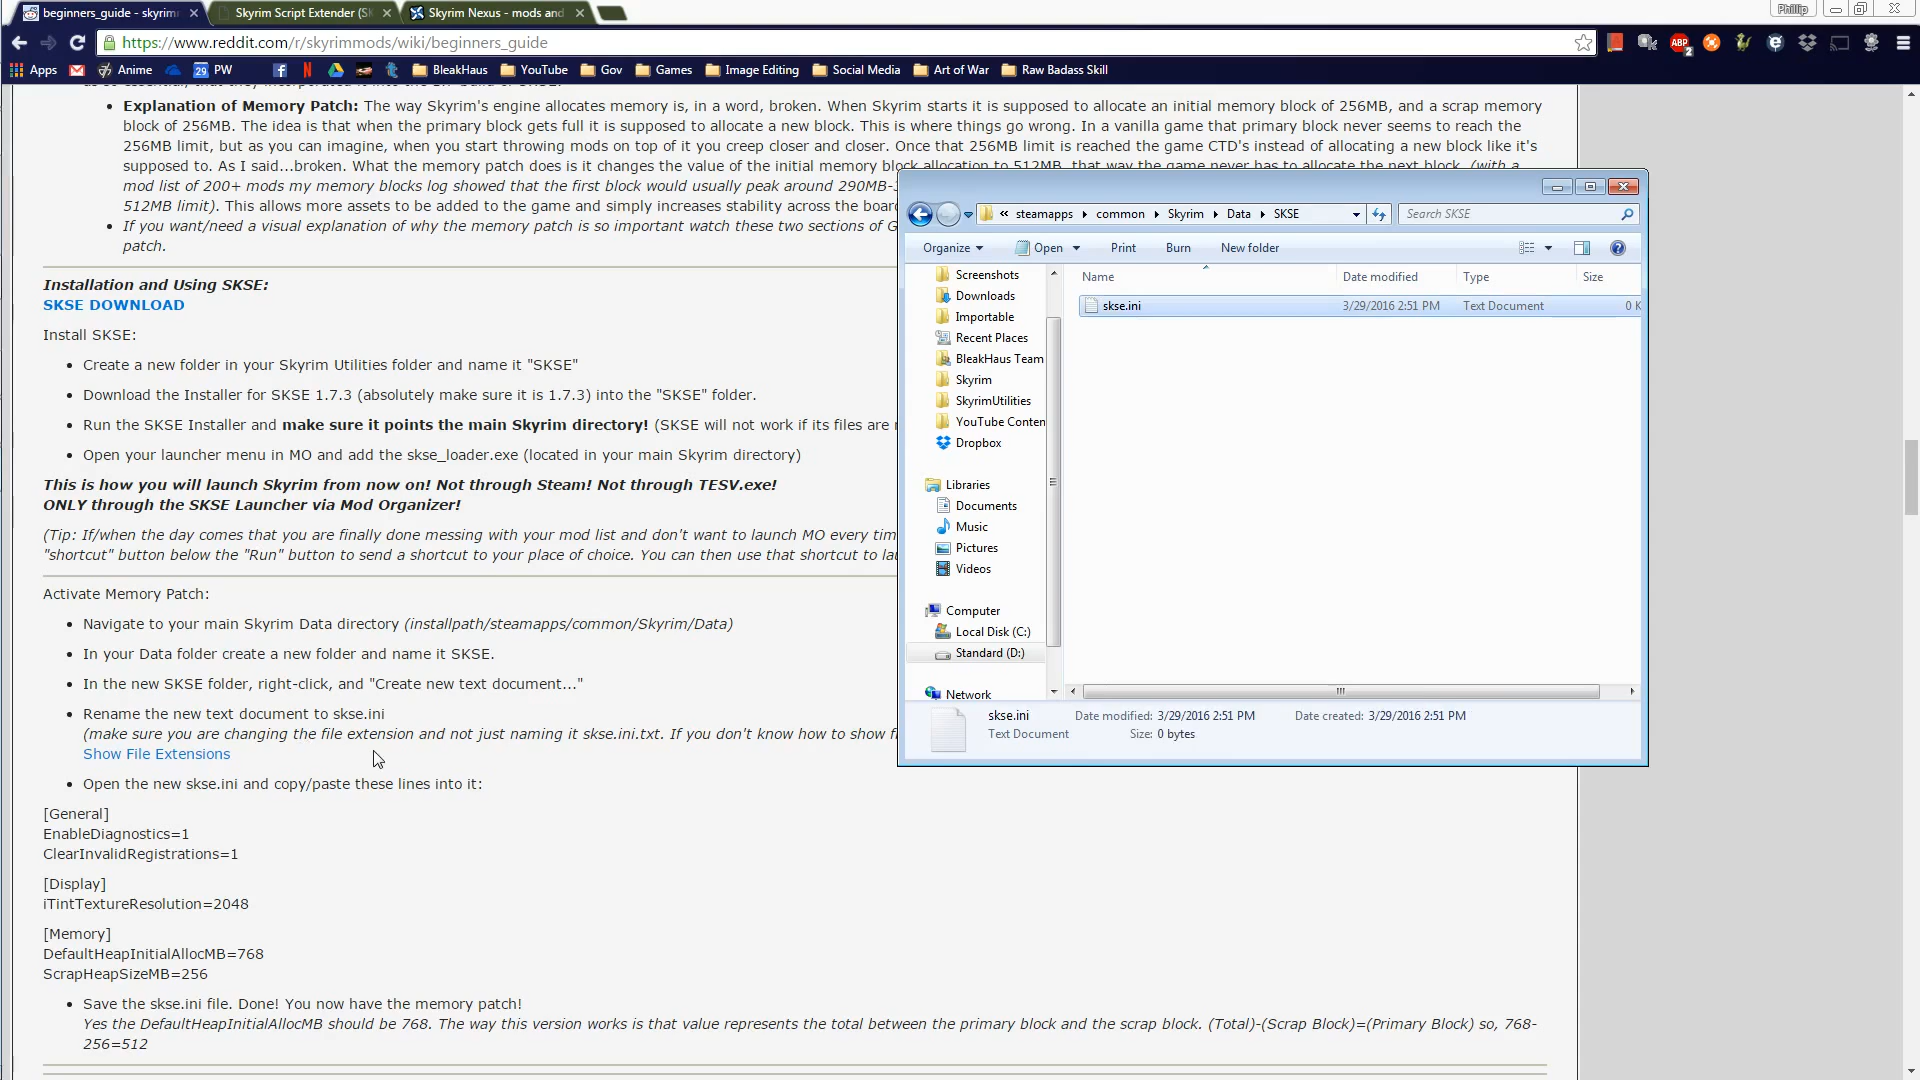 beginners_guide - skyrimm
Skyrim Script Extender (SK
Skyrim Nexus - mods and
Phillip
https://www.reddit.com/r/skyrimmods/wiki/beginners_guide
ABP 2
Apps Anime 29 PW BleakHaus YouTube Gov Games Image Editing Social Media Art of War Raw Badass Skill
Explanation of Memory Patch: The way Skyrim's engine allocates memory is, in a word, broken. When Skyrim starts it is supposed to allocate an initial memory block of 256MB, and a scrap memory
block of 256MB. The idea is that when the primary block gets full it is supposed to allocate a new block. This is where things go wrong. In a vanilla game that primary block never seems to reach the
256MB limit, but as you can imagine, when you start throwing mods on top of it you creep closer and closer. Once that 256MB limit is reached the game CTD's instead of allocating a new block like it's
supposed to. As I said...broken. What the memory patch does is it changes the value of the initial memory block allocation to 512MB, that way the game never has to allocate the next block. (with a
mod list of 200+ mods my memory blocks log showed that the first block would usually peak around 290MB-
512MB limit). This allows more assets to be added to the game and simply increases stability across the boar
If you want/need a visual explanation of why the memory patch is so important watch these two sections of G
patch.
Installation and Using SKSE:
SKSE DOWNLOAD
Install SKSE:
Create a new folder in your Skyrim Utilities folder and name it "SKSE"
Download the Installer for SKSE 1.7.3 (absolutely make sure it is 1.7.3) into the "SKSE" folder.
Run the SKSE Installer and make sure it points the main Skyrim directory! (SKSE will not work if its files are
Open your launcher menu in MO and add the skse_loader.exe (located in your main Skyrim directory)
This is how you will launch Skyrim from now on! Not through Steam! Not through TESV.exe!
ONLY through the SKSE Launcher via Mod Organizer!
(Tip: If/when the day comes that you are finally done messing with your mod list and don't want to launch MO every tim
"shortcut" button below the "Run" button to send a shortcut to your place of choice. You can then use that shortcut to la
Activate Memory Patch:
Navigate to your main Skyrim Data directory (installpath/steamapps/common/Skyrim/Data)
In your Data folder create a new folder and name it SKSE.
In the new SKSE folder, right-click, and "Create new text document..."
Rename the new text document to skse.ini
(make sure you are changing the file extension and not just naming it skse.ini.txt. If you don't know how to show fi
Show File Extensions
Open the new skse.ini and copy/paste these lines into it:
[General]
EnableDiagnostics=1
ClearInvalidRegistrations=1
[Display]
iTintTextureResolution=2048
[Memory]
DefaultHeapInitialAllocMB=768
ScrapHeapSizeMB=256
Save the skse.ini file. Done! You now have the memory patch!
Yes the DefaultHeapInitialAllocMB should be 768. The way this version works is that value represents the total between the primary block and the scrap block. (Total)-(Scrap Block)=(Primary Block) so, 768-
256=512
« steamapps common Skyrim Data SKSE
Search SKSE
Organize Open Print Burn New folder
Name Date modified Type Size
skse.ini 3/29/2016 2:51 PM Text Document 0 K
Screenshots
Downloads
Importable
Recent Places
BleakHaus Team
Skyrim
SkyrimUtilities
YouTube Conten
Dropbox
Libraries
Documents
Music
Pictures
Videos
Computer
Local Disk (C:)
Standard (D:)
Network
skse.ini Date modified: 3/29/2016 2:51 PM Date created: 3/29/2016 2:51 PM
Text Document Size: 0 bytes